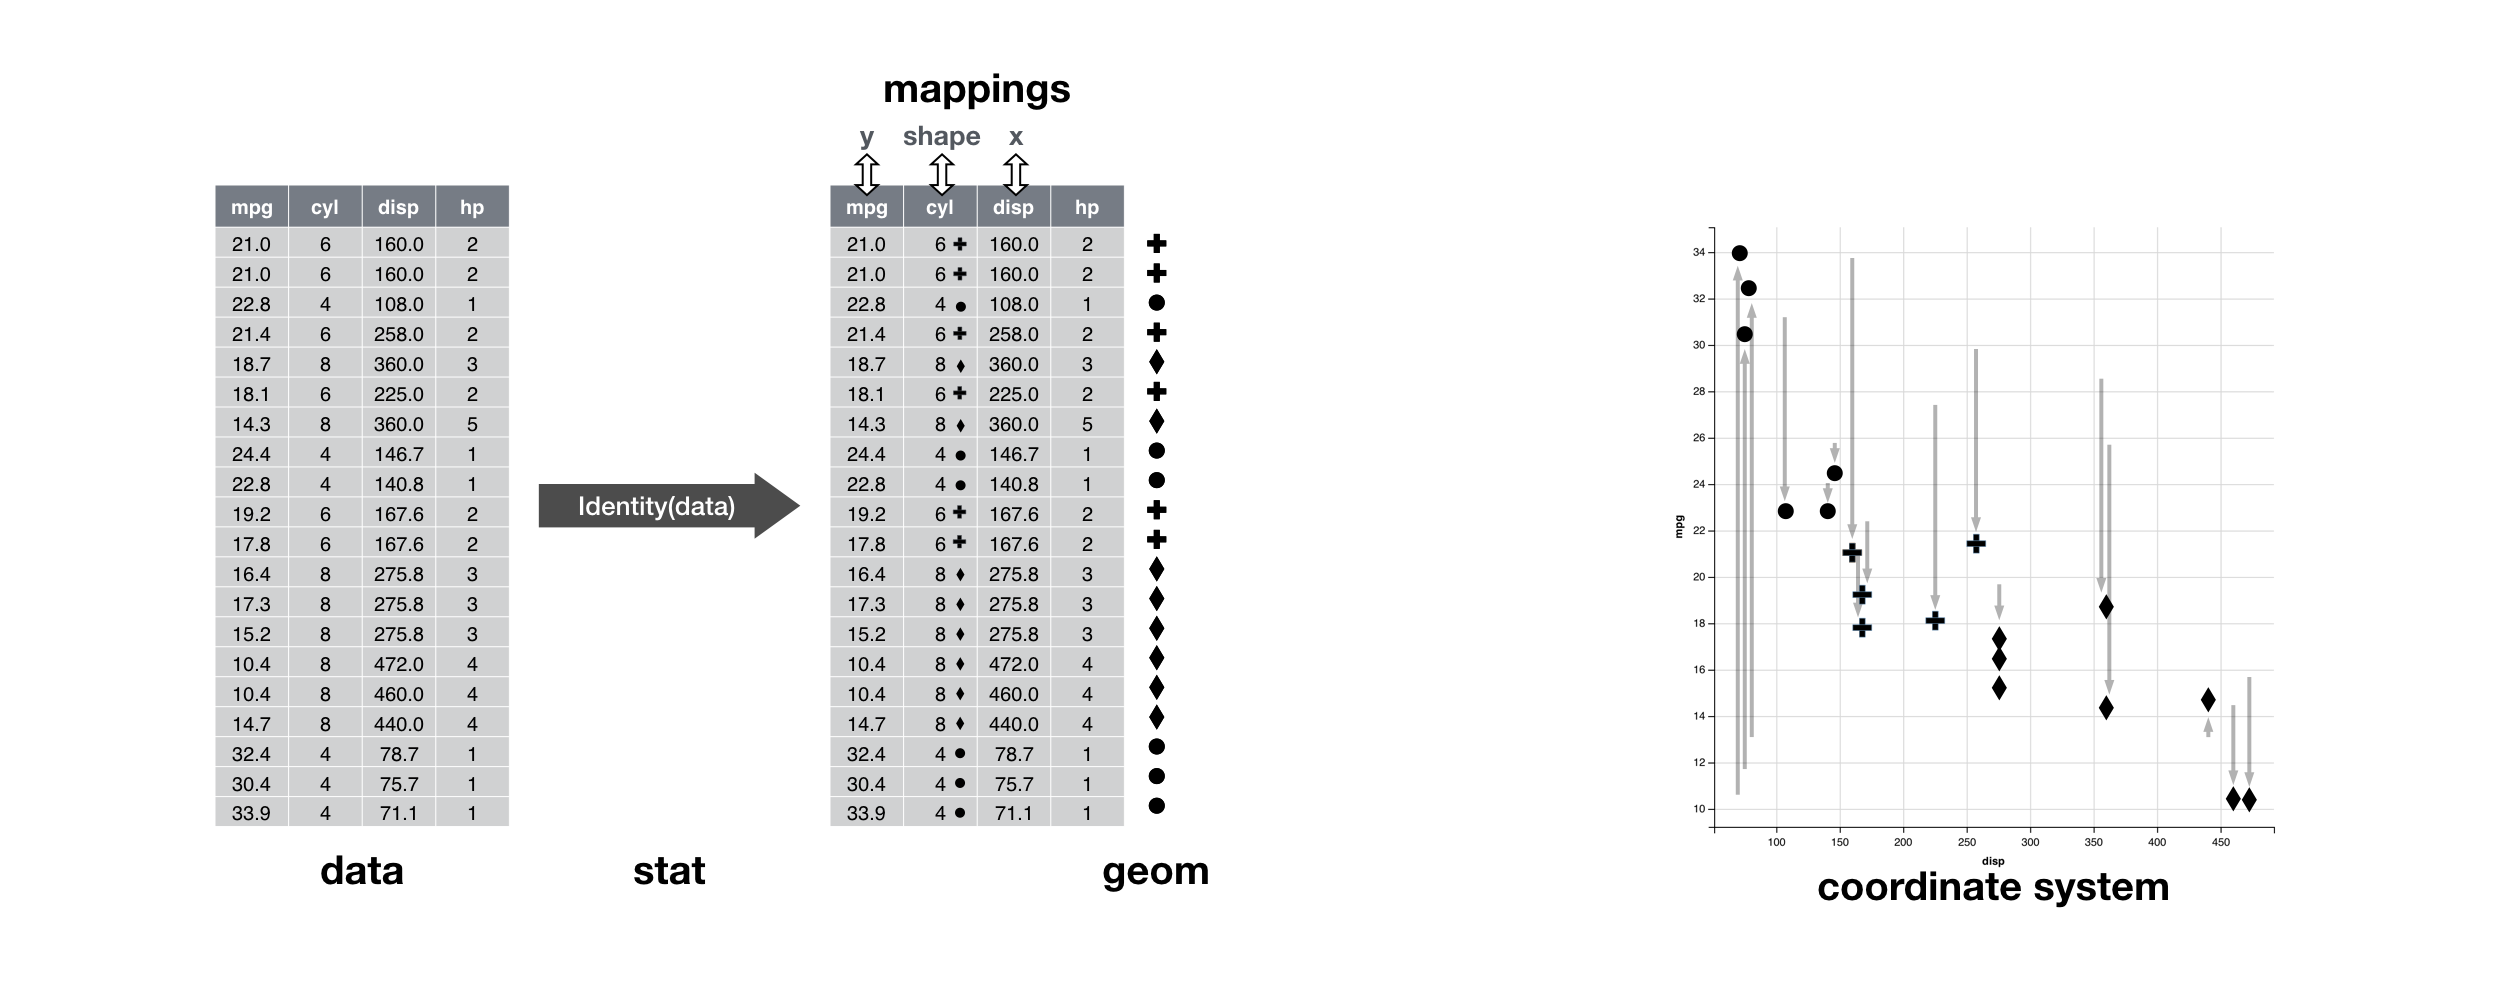 mappings
y shape x
mpg cyl disp hp
21.0 6 160.0 2
21.0 6 160.0 2
22.8 4 108.0 1
21.4 6 258.0 2
18.7 8 360.0 3
18.1 6 225.0 2
14.3 8 360.0 5
24.4 4 146.7 1
22.8 4 140.8 1
19.2 6 167.6 2
17.8 6 167.6 2
16.4 8 275.8 3
17.3 8 275.8 3
15.2 8 275.8 3
10.4 8 472.0 4
10.4 8 460.0 4
14.7 8 440.0 4
32.4 4 78.7 1
30.4 4 75.7 1
33.9 4 71.1 1
data
Identity(data)
stat
mpg cyl disp hp
21.0 6 160.0 2
21.0 6 160.0 2
22.8 4 108.0 1
21.4 6 258.0 2
18.7 8 360.0 3
18.1 6 225.0 2
14.3 8 360.0 5
24.4 4 146.7 1
22.8 4 140.8 1
19.2 6 167.6 2
17.8 6 167.6 2
16.4 8 275.8 3
17.3 8 275.8 3
15.2 8 275.8 3
10.4 8 472.0 4
10.4 8 460.0 4
14.7 8 440.0 4
32.4 4 78.7 1
30.4 4 75.7 1
33.9 4 71.1 1
geom
34
32
30
28
26
24
22
20
18
16
14
12
10
mpg
100 150 200 250 300 350 400 450
disp
coordinate system